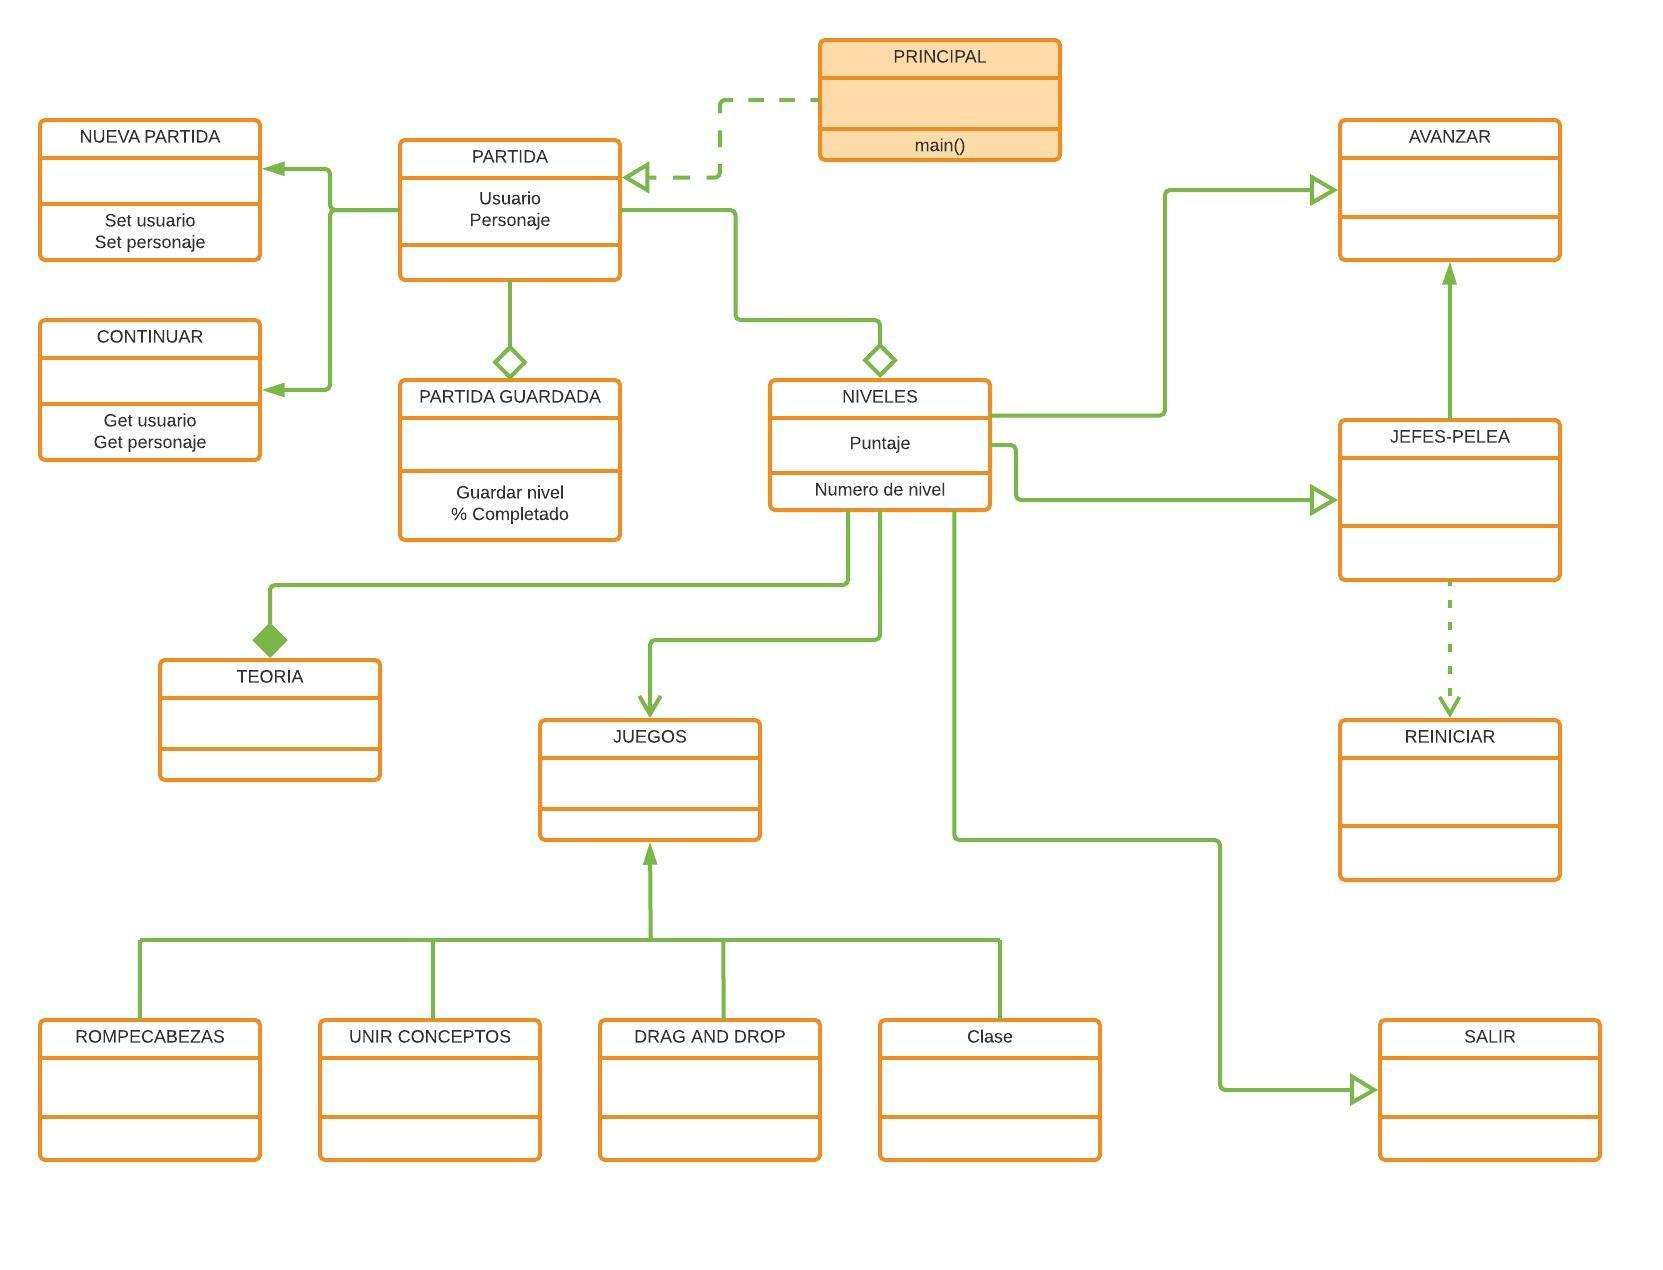 PRINCIPAL
main()
NUEVA PARTIDA
Set usuario
Set personaje
PARTIDA
Usuario
Personaje
AVANZAR
CONTINUAR
Get usuario
Get personaje
PARTIDA GUARDADA
Guardar nivel
% Completado
NIVELES
Puntaje
Numero de nivel
JEFES-PELEA
TEORIA
JUEGOS
REINICIAR
ROMPECABEZAS
UNIR CONCEPTOS
DRAG AND DROP
Clase
SALIR